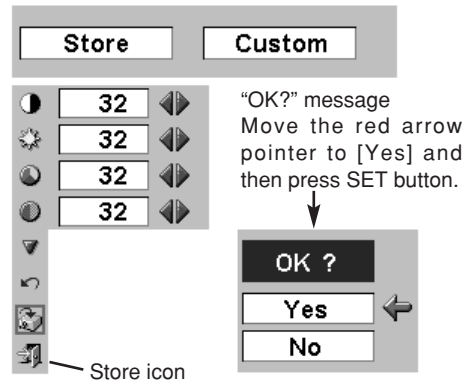 Store Custom
32
32
32
32
“OK?” message
Move the red arrow
pointer to [Yes] and
then press SET button.
OK ?
Yes
No
Store icon